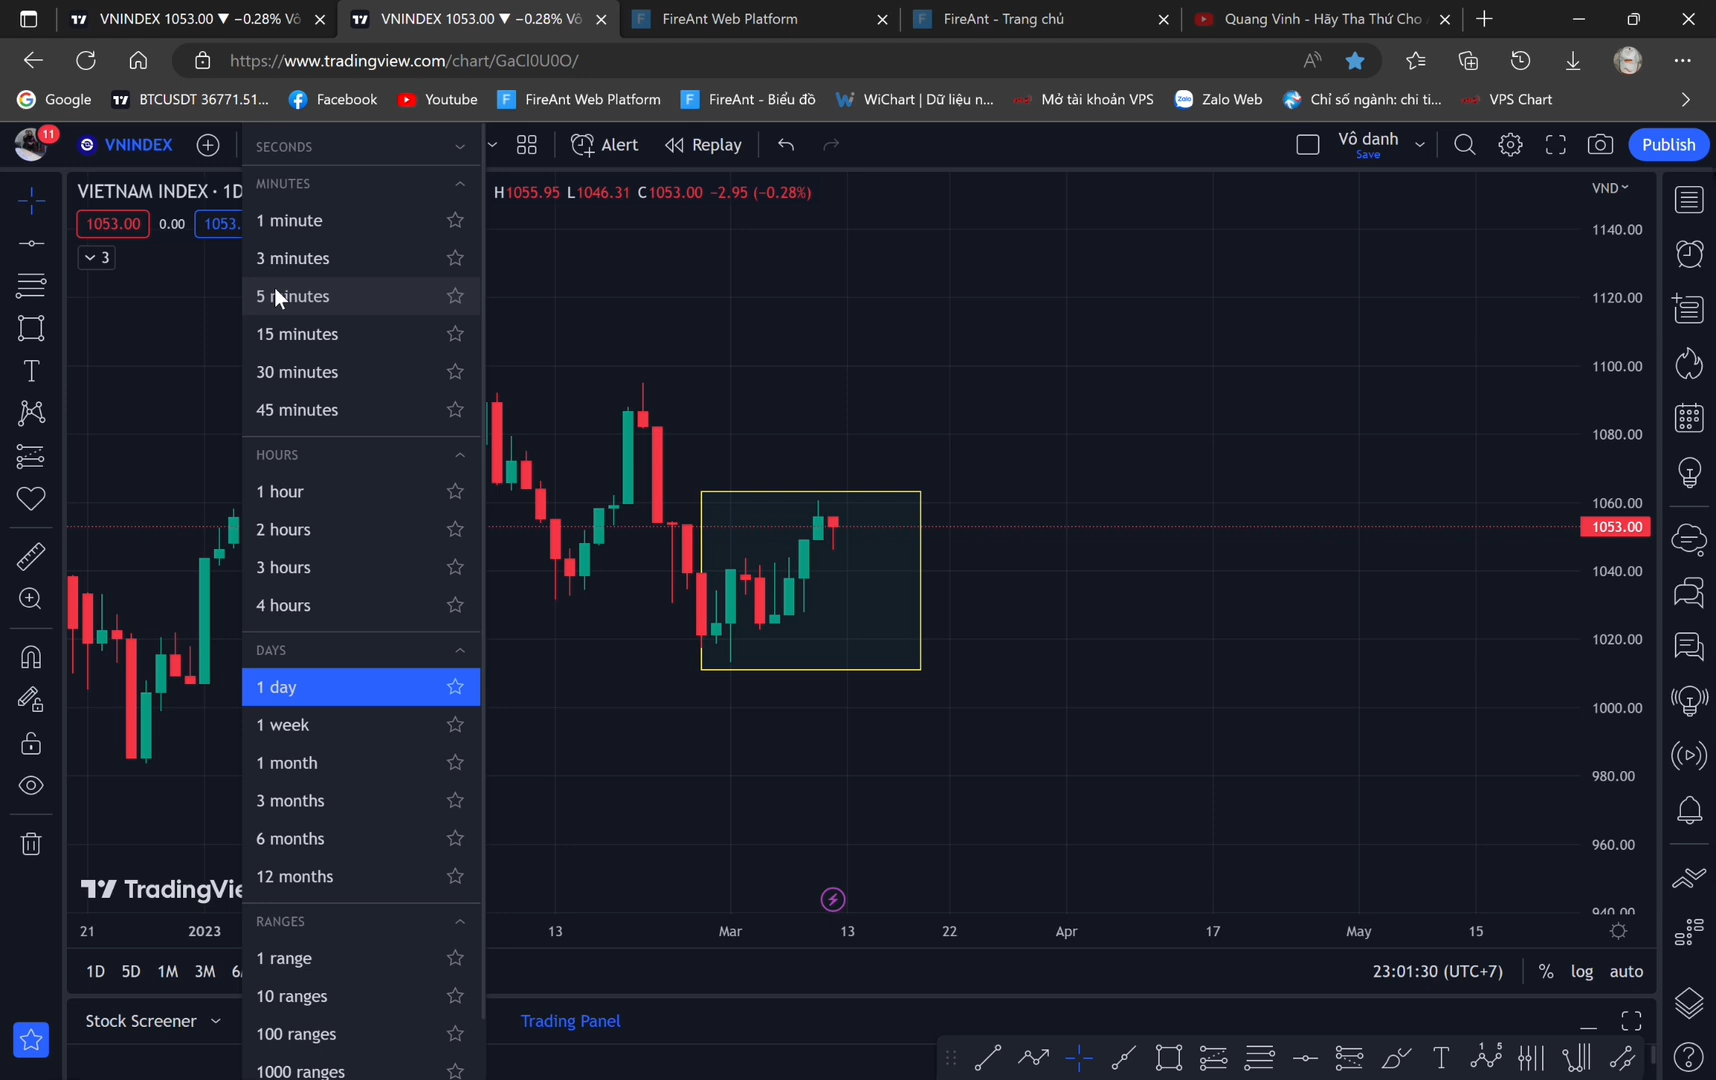 VNINDEX 1053.00 ▼ −0.28% Vô
VNINDEX 1053.00 ▼ −0.28% Vô
FireAnt Web Platform
FireAnt - Trang chủ
Quang Vinh - Hãy Tha Thứ Cho
https://www.tradingview.com/chart/GaCl0U0O/
Google
BTCUSDT 36771.51...
Facebook
Youtube
FireAnt Web Platform
FireAnt - Biểu đồ
WiChart | Dữ liệu n...
Mở tài khoản VPS
Zalo Web
Chỉ số ngành: chi ti...
VPS Chart
11
VNINDEX
Alert
Replay
Vô danh
Save
Publish
VIETNAM INDEX · 1D
H1055.95 L1046.31 C1053.00 −2.95 (−0.28%)
1053.00 0.00 1053.
3
SECONDS
MINUTES
1 minute
3 minutes
5 minutes
15 minutes
30 minutes
45 minutes
HOURS
1 hour
2 hours
3 hours
4 hours
DAYS
1 day
1 week
1 month
3 months
6 months
12 months
RANGES
1 range
10 ranges
100 ranges
1000 ranges
VND
1140.00
1120.00
1100.00
1080.00
1060.00
1053.00
1040.00
1020.00
1000.00
980.00
960.00
940.00
TradingVie
21 2023 13 Mar 13 22 Apr 17 May 15
1D 5D 1M 3M 6
23:01:30 (UTC+7) % log auto
Stock Screener
Trading Panel